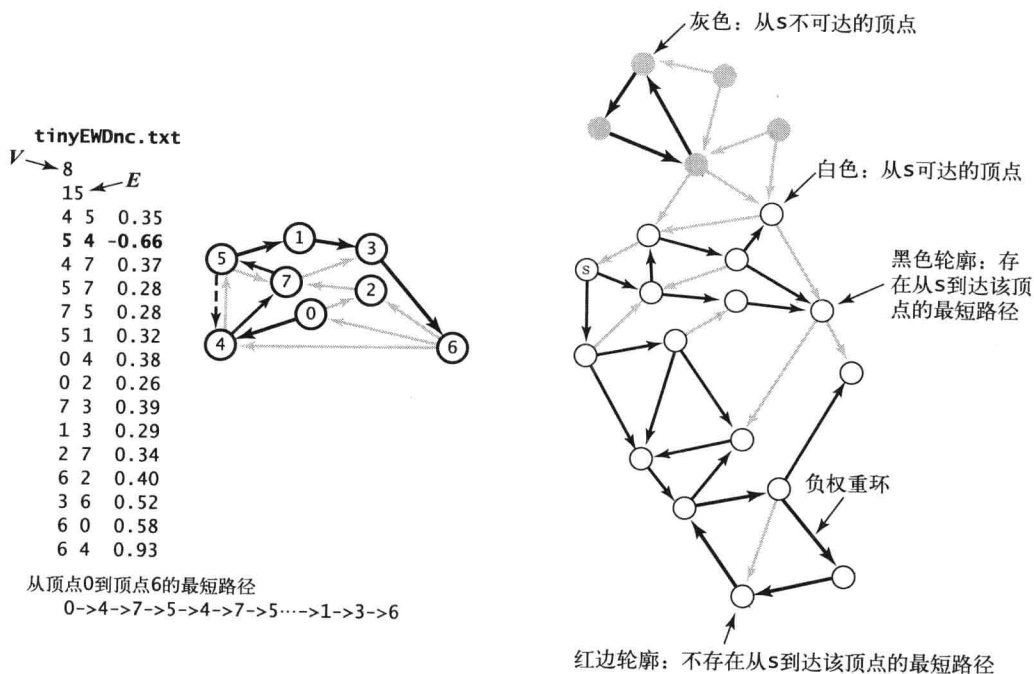 tinyEWDnc.txt
V
8
15
E
4 5 0.35
5 4 -0.66
4 7 0.37
5 7 0.28
7 5 0.28
5 1 0.32
0 4 0.38
0 2 0.26
7 3 0.39
1 3 0.29
2 7 0.34
6 2 0.40
3 6 0.52
6 0 0.58
6 4 0.93
从顶点0到顶点6的最短路径
0->4->7->5->4->7->5…->1->3->6
1
3
5
7
2
0
4
6
灰色：从s不可达的顶点
白色：从s可达的顶点
s
黑色轮廓：存
在从s到达该顶
点的最短路径
负权重环
红边轮廓：不存在从s到达该顶点的最短路径